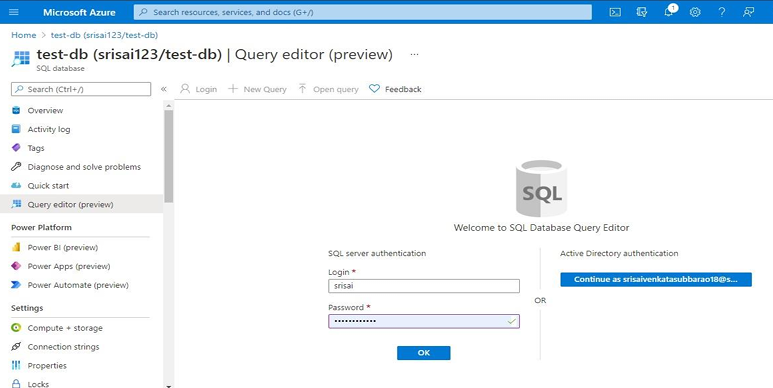 Microsoft Azure
Search resources, services, and docs (G+/)
1
Home > test-db (srisai123/test-db)
test-db (srisai123/test-db) | Query editor (preview) ...
SQL database
Search (Ctrl+/)
«
Login
New Query
Open query
Feedback
Overview
Activity log
Tags
Diagnose and solve problems
Quick start
Query editor (preview)
Power Platform
Power BI (preview)
Power Apps (preview)
Power Automate (preview)
Settings
Compute + storage
Connection strings
Properties
Locks
SQL
Welcome to SQL Database Query Editor
SQL server authentication
Login *
srisai
Password *
••••••••••••
OK
OR
Active Directory authentication
Continue as srisaivenkatasubbarao18@s...